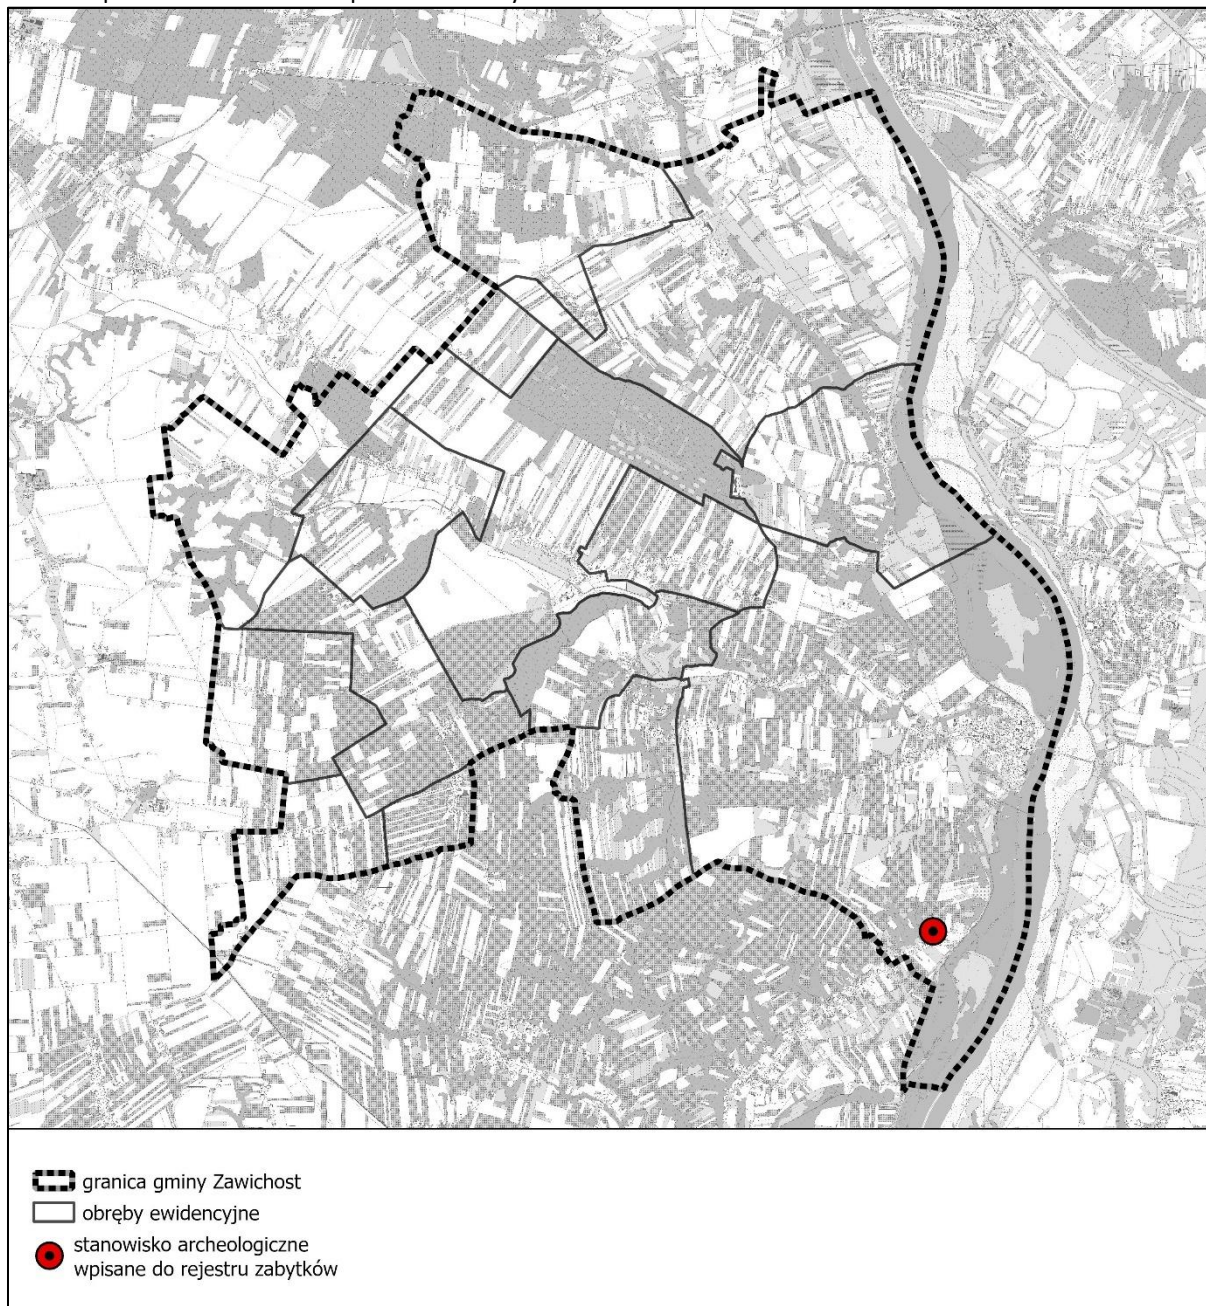 granica gminy Zawichost
obręby ewidencyjne
stanowisko archeologiczne
wpisane do rejestru zabytków